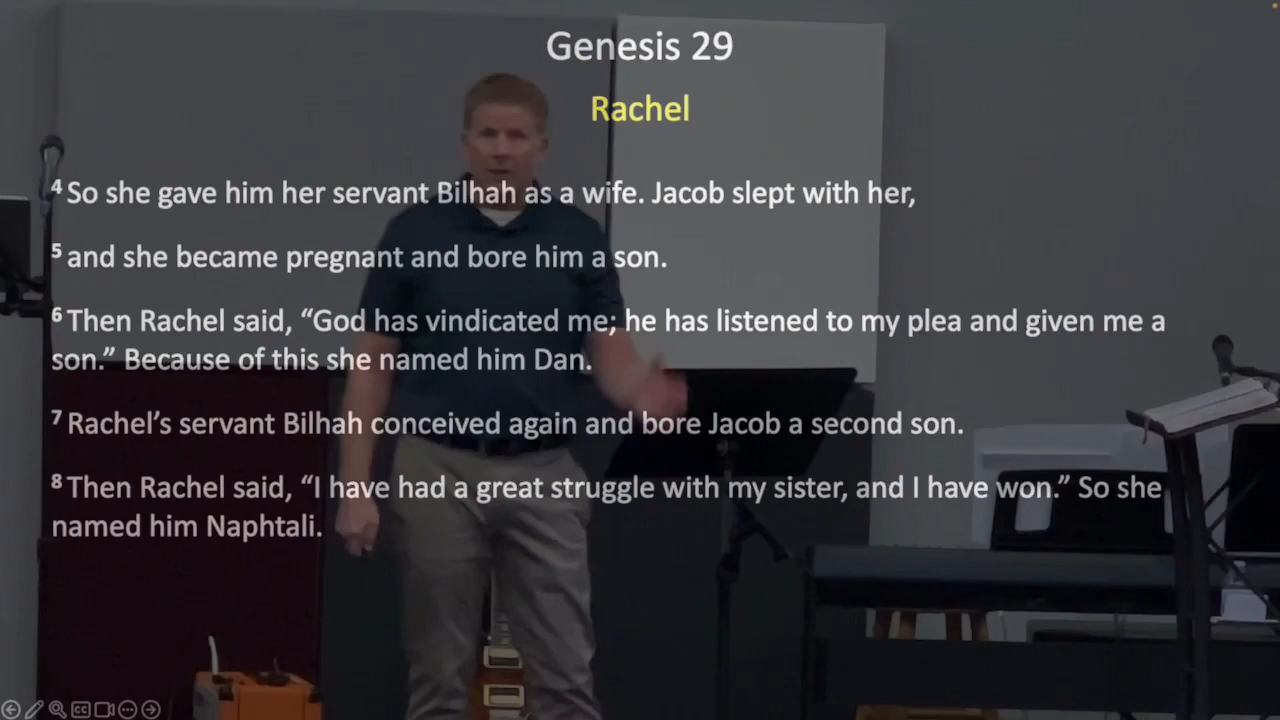 Genesis 29
Rachel
4 So she gave him her servant Bilhah as a wife. Jacob slept with her,
5 and she became pregnant and bore him a son.
6 Then Rachel said, “God has vindicated me; he has listened to my plea and given me a
son.” Because of this she named him Dan.
7 Rachel’s servant Bilhah conceived again and bore Jacob a second son.
8 Then Rachel said, “I have had a great struggle with my sister, and I have won.” So she
named him Naphtali.
CC